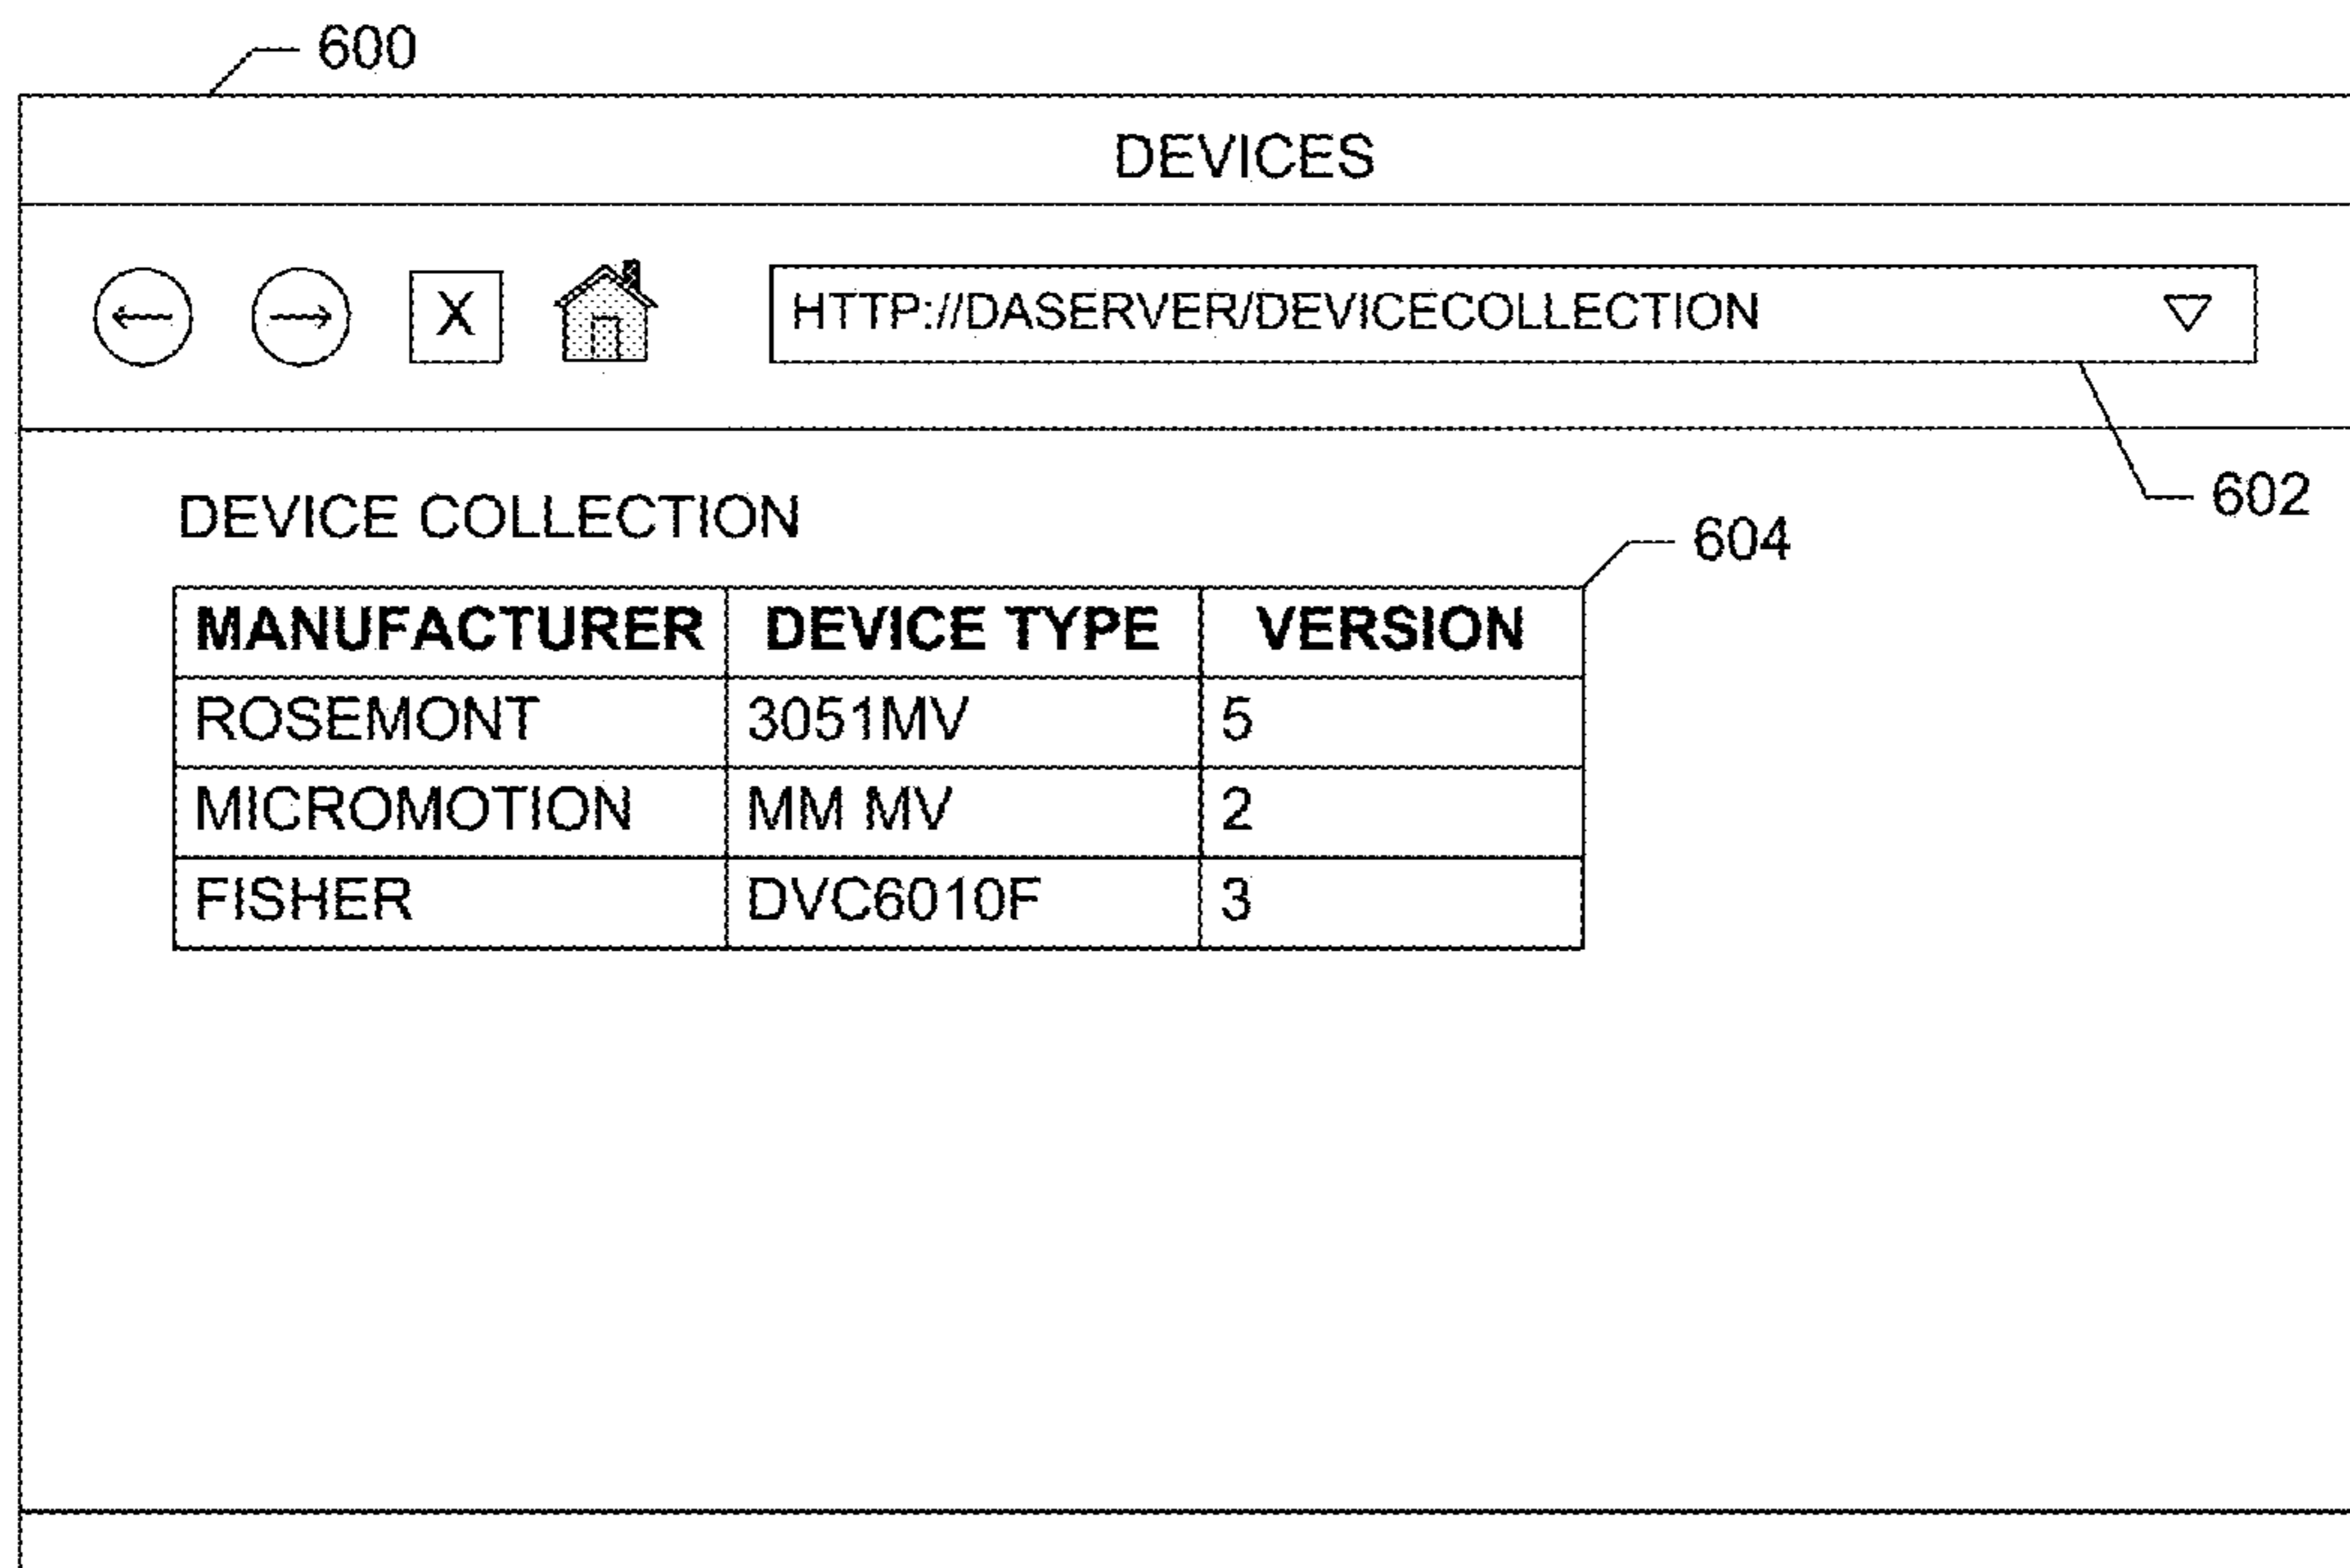 600
DEVICES
X
HTTP://DASERVER/DEVICECOLLECTION
602
DEVICE COLLECTION
604
MANUFACTURER DEVICE TYPE VERSION
ROSEMONT 3051MV 5
MICROMOTION MM MV 2
FISHER DVC6010F 3